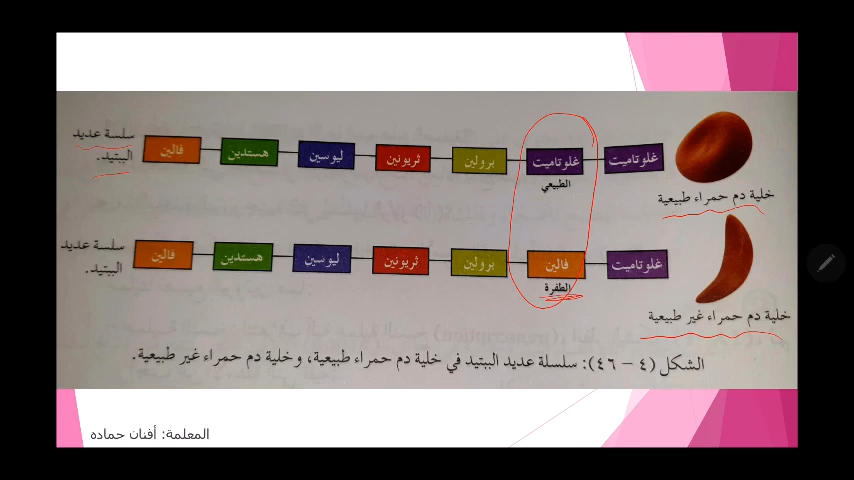 سلسة عديد
الببتيد.
فالين
هستدين
ليوسين
ثريونين
برولين
غلوتاميت
غلوتاميت
الطبيعي
خلية دم حمراء طبيعية
سلسة عديد
الببتيد.
فالين
هستدين
ليوسين
ثريونين
برولين
فالين
غلوتاميت
الطفرة
خلية دم حمراء غير طبيعية
الشكل (٤ – ٤٦): سلسلة عديد الببتيد في خلية دم حمراء طبيعية، وخلية دم حمراء غير طبيعية.
المعلمة: أفنان حماده